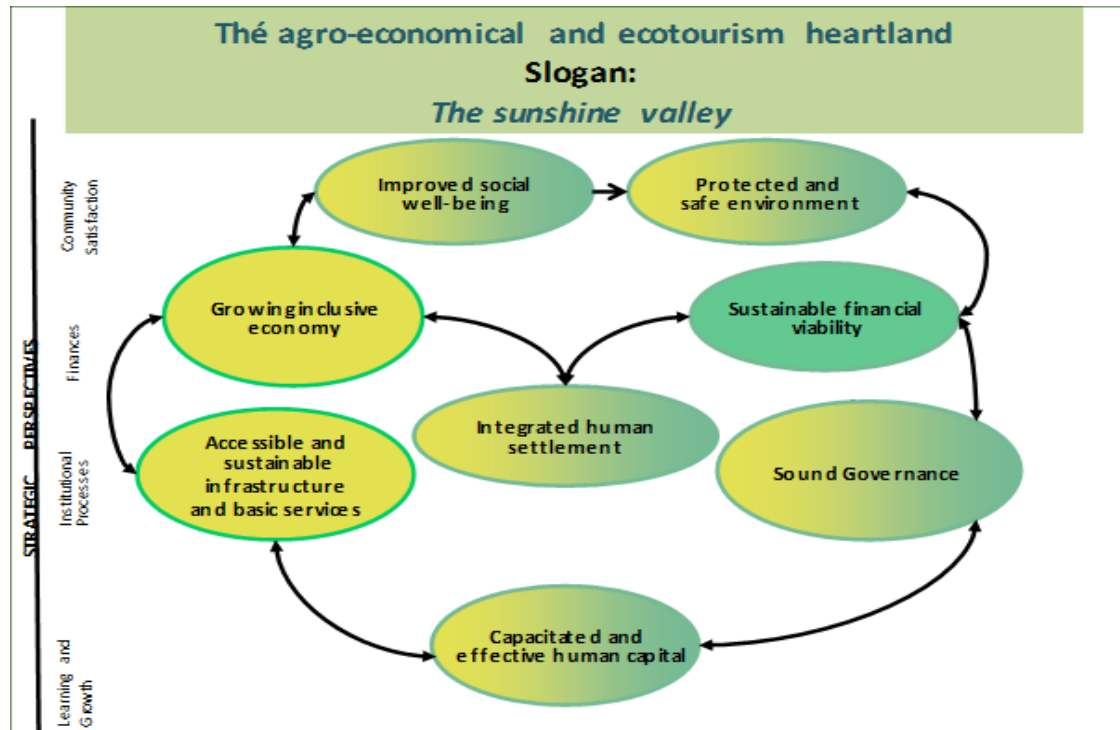 Thé agro-economical and ecotourism heartland
Slogan:
The sunshine valley
STRATEGIC PERSPECTIVES
Community
Satisfaction
Finances
Institutional
Processes
Learning and
Growth
Improved social
well-being
Protected and
safe environment
Growing inclusive
economy
Sustainable financial
viability
Accessible and
sustainable
infrastructure
and basic services
Integrated human
settlement
Sound Governance
Capacitated and
effective human capital